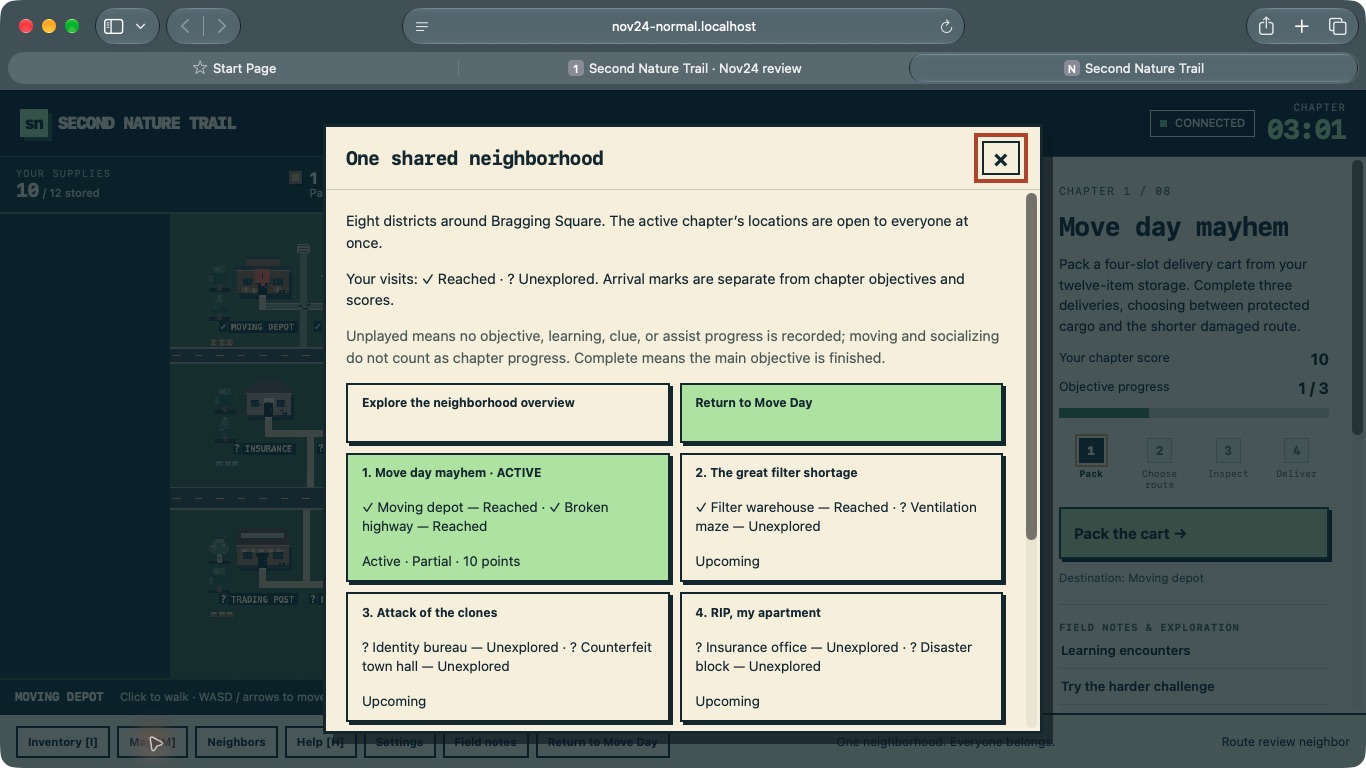 nov24-normal.localhost
Start Page
1 Second Nature Trail · Nov24 review
N Second Nature Trail
sn SECOND NATURE TRAIL
CONNECTED
CHAPTER
03:01
YOUR SUPPLIES
10 / 12 stored
1
Pa
One shared neighborhood
×
Eight districts around Bragging Square. The active chapter’s locations are open to everyone at
once.
Your visits: ✓ Reached · ? Unexplored. Arrival marks are separate from chapter objectives and
scores.
Unplayed means no objective, learning, clue, or assist progress is recorded; moving and socializing
do not count as chapter progress. Complete means the main objective is finished.
Explore the neighborhood overview
Return to Move Day
1. Move day mayhem · ACTIVE
✓ Moving depot — Reached · ✓ Broken
highway — Reached
Active · Partial · 10 points
2. The great filter shortage
✓ Filter warehouse — Reached · ? Ventilation
maze — Unexplored
Upcoming
3. Attack of the clones
? Identity bureau — Unexplored · ? Counterfeit
town hall — Unexplored
Upcoming
4. RIP, my apartment
? Insurance office — Unexplored · ? Disaster
block — Unexplored
Upcoming
✓ MOVING DEPOT ✓
? INSURANCE
? TRADING POST
CHAPTER 1 / 08
Move day mayhem
Pack a four-slot delivery cart from your
twelve-item storage. Complete three
deliveries, choosing between protected
cargo and the shorter damaged route.
Your chapter score 10
Objective progress 1 / 3
1 2 3 4
Pack Choose Inspect Deliver
route
Pack the cart →
Destination: Moving depot
FIELD NOTES & EXPLORATION
Learning encounters
Try the harder challenge
MOVING DEPOT Click to walk · WASD / arrows to move
Inventory [I] Map [M] Neighbors Help [H] Settings Field notes Return to Move Day
One neighborhood. Everyone belongs.
Route review neighbor